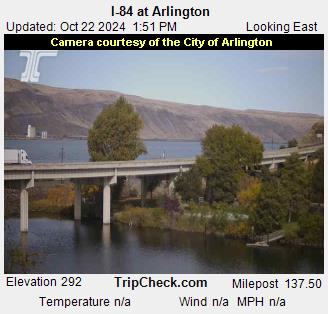 I-84 at Arlington
Updated: Oct 22 2024 1:51 PM Looking East
Camera courtesy of the City of Arlington
Elevation 292 TripCheck.com Milepost 137.50
Temperature n/a Wind n/a MPH n/a